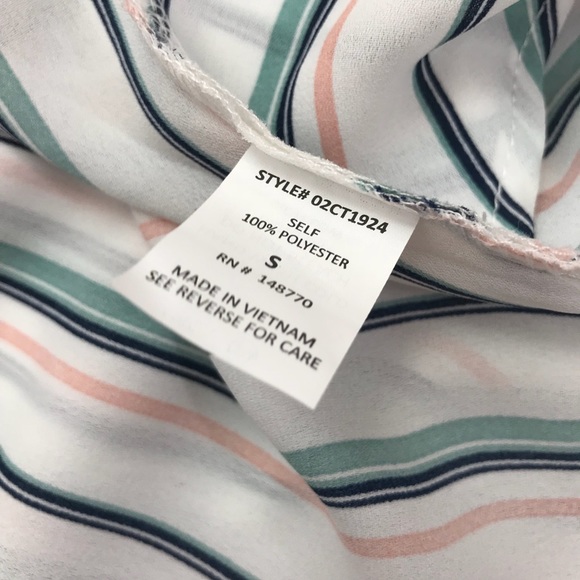 STYLE# 02CT1924
SELF
100% POLYESTER
S
RN # 148770
MADE IN VIETNAM
SEE REVERSE FOR CARE